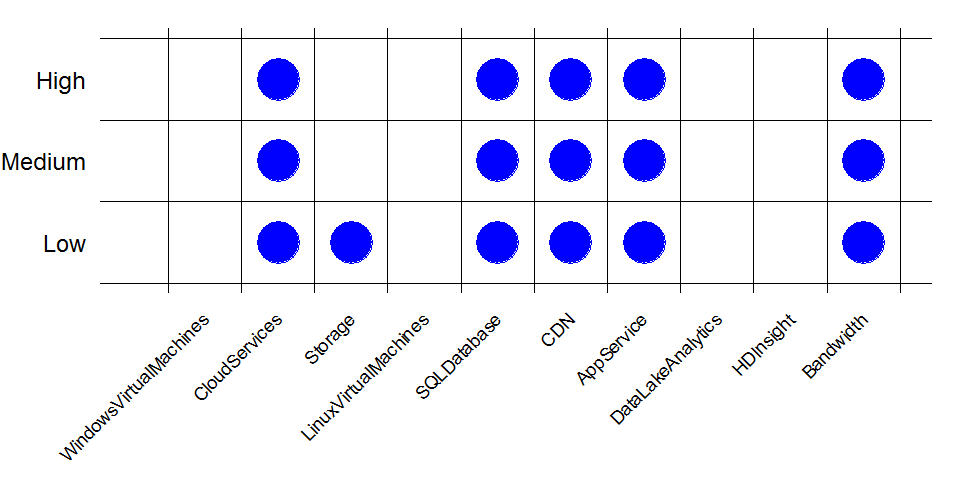 High
Medium
Low
WindowsVirtualMachines
CloudServices
Storage
LinuxVirtualMachines
SQLDatabase
CDN
AppService
DataLakeAnalytics
HDInsight
Bandwidth